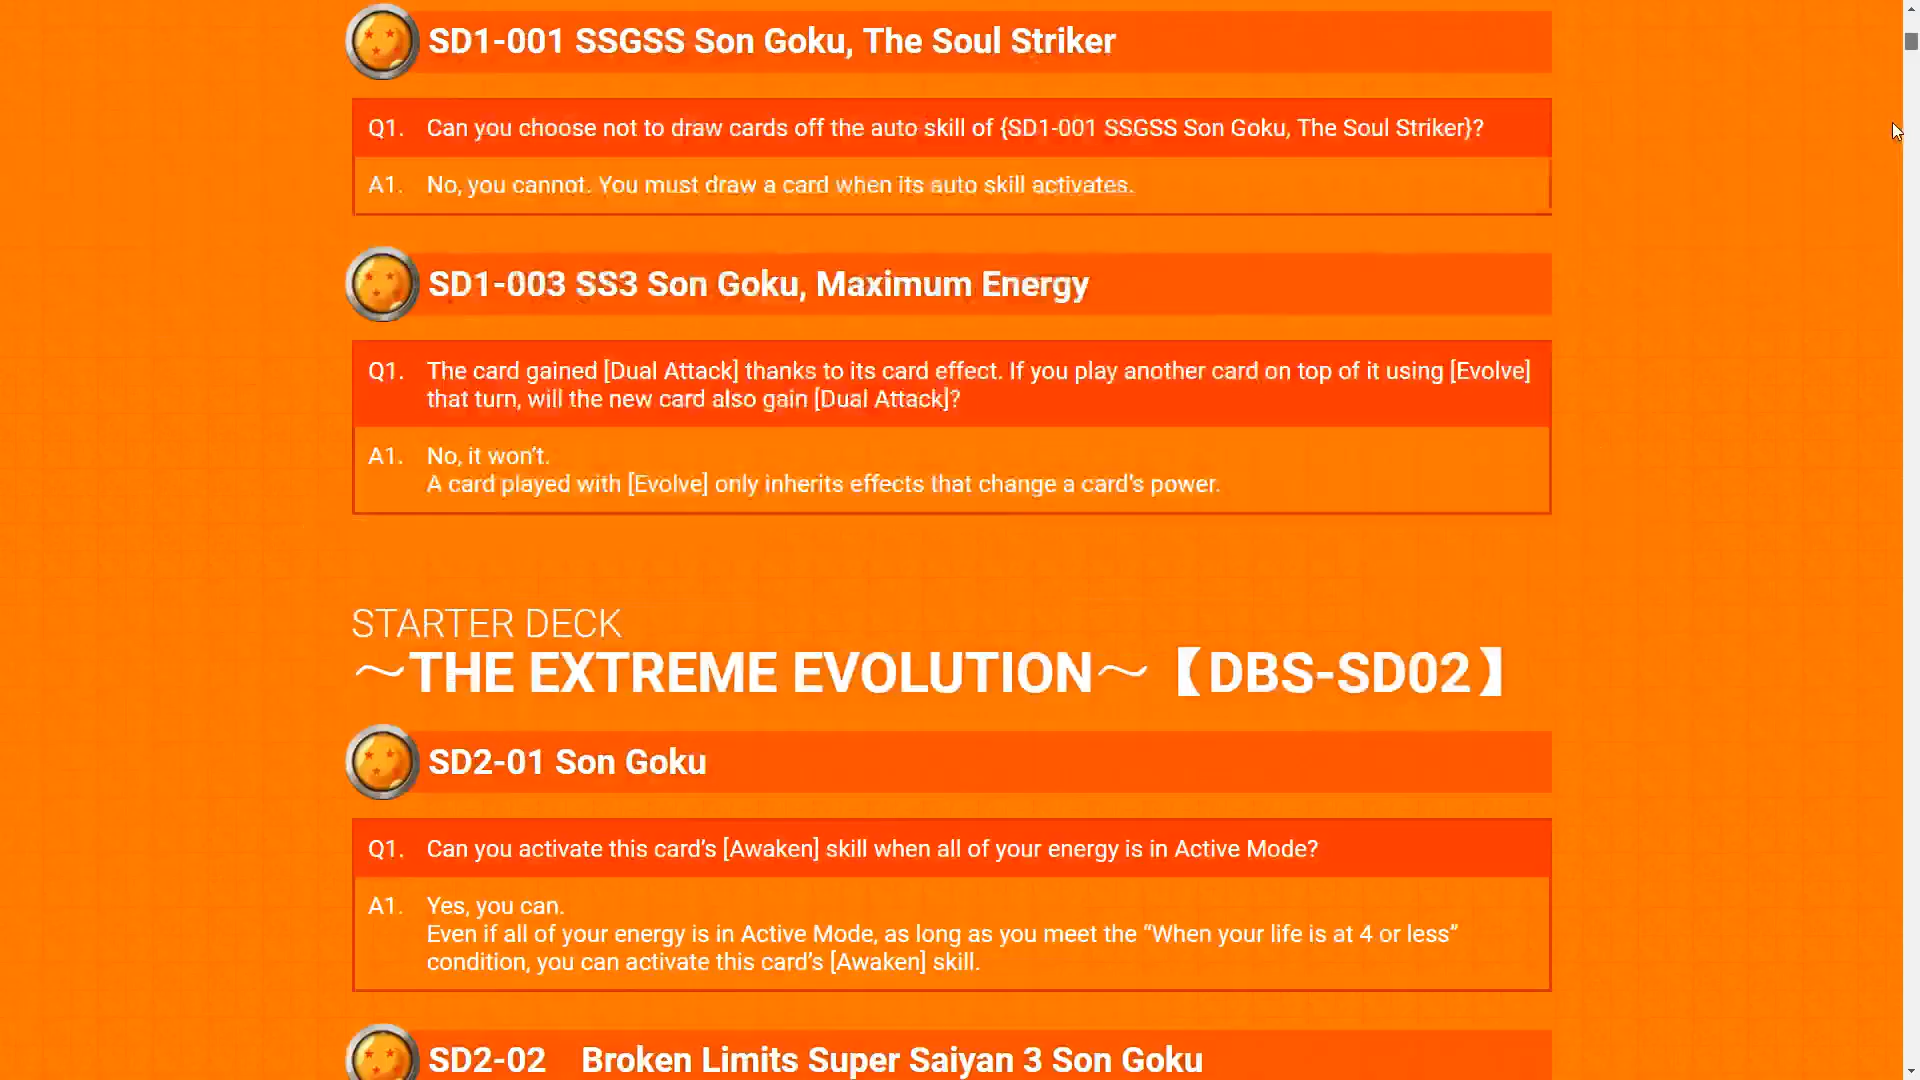 SD1-001 SSGSS Son Goku, The Soul Striker
Q1. Can you choose not to draw cards off the auto skill of {SD1-001 SSGSS Son Goku, The Soul Striker}?
A1. No, you cannot. You must draw a card when its auto skill activates.
SD1-003 SS3 Son Goku, Maximum Energy
Q1. The card gained [Dual Attack] thanks to its card effect. If you play another card on top of it using [Evolve]
that turn, will the new card also gain [Dual Attack]?
A1. No, it won’t.
A card played with [Evolve] only inherits effects that change a card’s power.
STARTER DECK
～THE EXTREME EVOLUTION～【DBS-SD02】
SD2-01 Son Goku
Q1. Can you activate this card’s [Awaken] skill when all of your energy is in Active Mode?
A1. Yes, you can.
Even if all of your energy is in Active Mode, as long as you meet the “When your life is at 4 or less”
condition, you can activate this card’s [Awaken] skill.
SD2-02　Broken Limits Super Saiyan 3 Son Goku